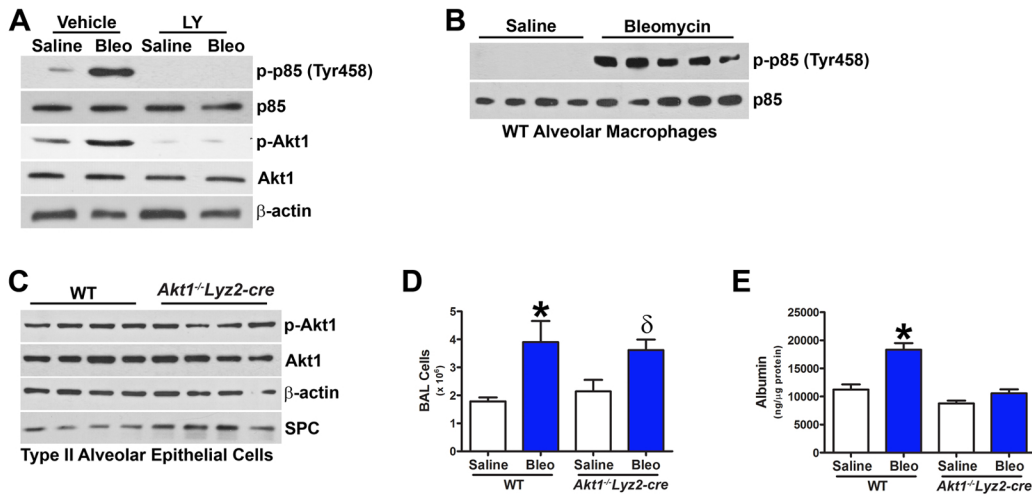 A
Vehicle LY
Saline Bleo Saline Bleo
p-p85 (Tyr458)
p85
p-Akt1
Akt1
β-actin
B
Saline Bleomycin
p-p85 (Tyr458)
p85
WT Alveolar Macrophages
C
WT Akt1-/-Lyz2-cre
p-Akt1
Akt1
β-actin
SPC
Type II Alveolar Epithelial Cells
D
BAL Cells
(x 10⁶)
5
4
3
2
1
0
*
δ
Saline Bleo Saline Bleo
WT Akt1-/-Lyz2-cre
E
Albumin
(ng/μg protein)
25000
20000
15000
10000
5000
0
*
Saline Bleo Saline Bleo
WT Akt1-/-Lyz2-cre